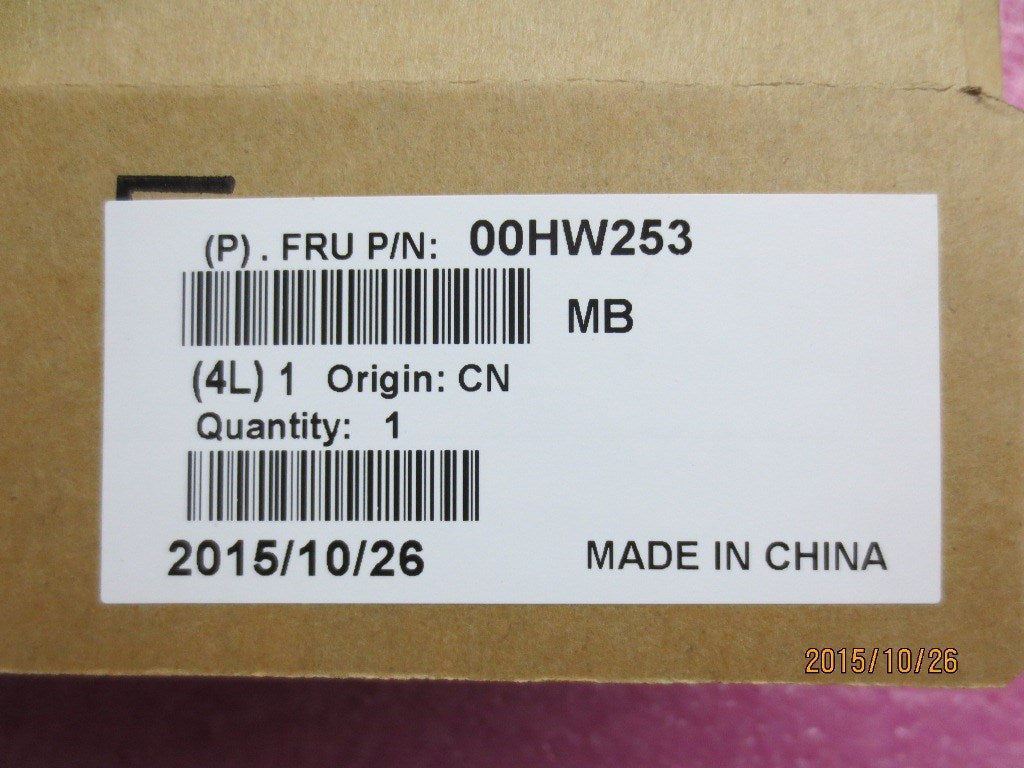 (P) . FRU P/N: 00HW253
MB
(4L) 1 Origin: CN
Quantity: 1
2015/10/26
MADE IN CHINA
2015/10/26